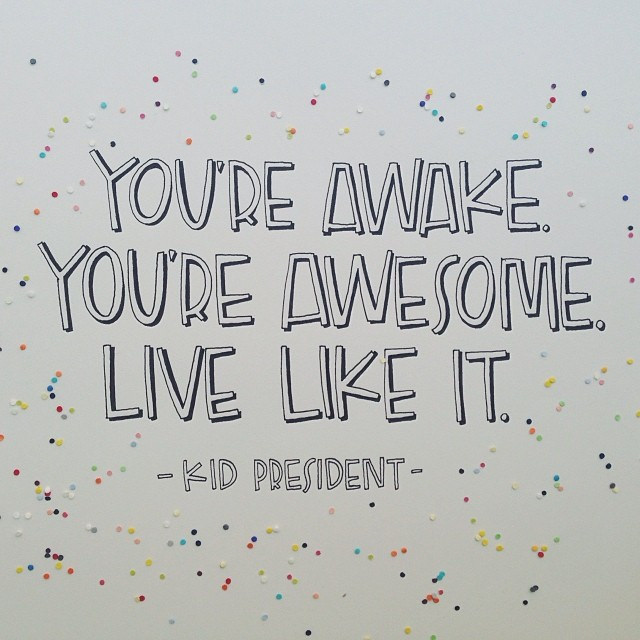 YOU'RE AWAKE.
YOU'RE AWESOME.
LIVE LIKE IT.
-KID PRESIDENT-